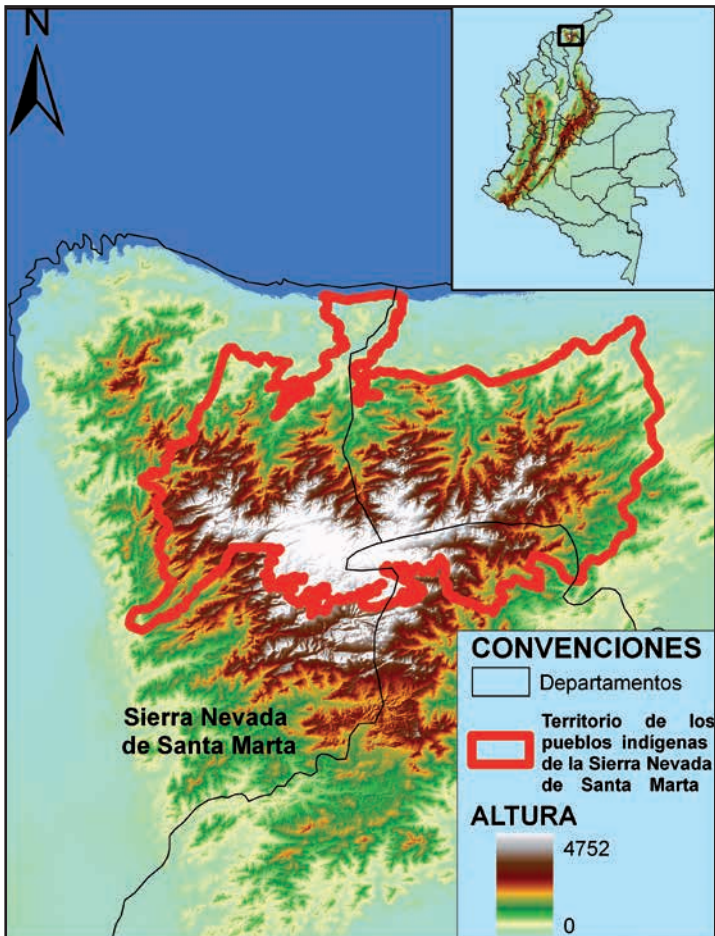 N
Sierra Nevada
de Santa Marta
CONVENCIONES
Departamentos
Territorio de los
pueblos indígenas
de la Sierra Nevada
de Santa Marta
ALTURA
4752
0